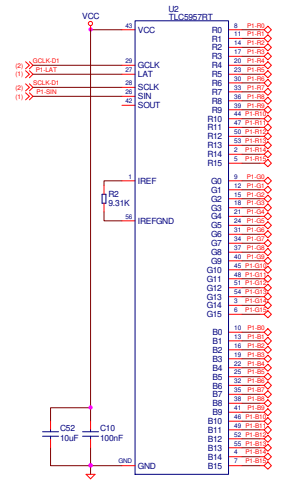 U2
TLC5957RT
VCC
43 VCC
GCLK-D1
(2) 29 GCLK
P1-LAT
(1) 27 LAT
SCLK-D1
(2) 28 SCLK
P1-SIN
(1) 26 SIN
42 SOUT
1 IREF
R2
9.31K
56 IREFGND
C52
10uF
C10
100nF
GND GND
R0 8 P1-R0
R1 11 P1-R1
R2 14 P1-R2
R3 17 P1-R3
R4 20 P1-R4
R5 23 P1-R5
R6 30 P1-R6
R7 33 P1-R7
R8 36 P1-R8
R9 39 P1-R9
R10 44 P1-R10
R11 47 P1-R11
R12 50 P1-R12
R13 53 P1-R13
R14 2 P1-R14
R15 5 P1-R15
G0 9 P1-G0
G1 12 P1-G1
G2 15 P1-G2
G3 18 P1-G3
G4 21 P1-G4
G5 24 P1-G5
G6 31 P1-G6
G7 34 P1-G7
G8 37 P1-G8
G9 40 P1-G9
G10 45 P1-G10
G11 48 P1-G11
G12 51 P1-G12
G13 54 P1-G13
G14 3 P1-G14
G15 6 P1-G15
B0 10 P1-B0
B1 13 P1-B1
B2 16 P1-B2
B3 19 P1-B3
B4 22 P1-B4
B5 25 P1-B5
B6 32 P1-B6
B7 35 P1-B7
B8 38 P1-B8
B9 41 P1-B9
B10 46 P1-B10
B11 49 P1-B11
B12 52 P1-B12
B13 55 P1-B13
B14 4 P1-B14
B15 7 P1-B15